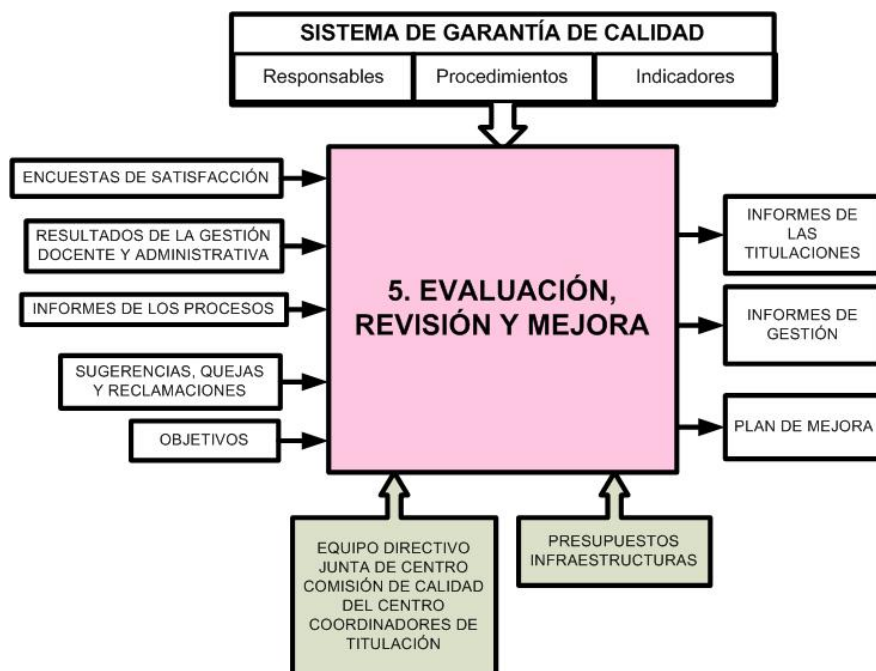 SISTEMA DE GARANTÍA DE CALIDAD
Responsables
Procedimientos
Indicadores
ENCUESTAS DE SATISFACCIÓN
RESULTADOS DE LA GESTIÓN
DOCENTE Y ADMINISTRATIVA
INFORMES DE LOS PROCESOS
SUGERENCIAS, QUEJAS
Y RECLAMACIONES
OBJETIVOS
5. EVALUACIÓN,
REVISIÓN Y MEJORA
INFORMES DE
LAS
TITULACIONES
INFORMES DE
GESTIÓN
PLAN DE MEJORA
EQUIPO DIRECTIVO
JUNTA DE CENTRO
COMISIÓN DE CALIDAD
DEL CENTRO
COORDINADORES DE
TITULACIÓN
PRESUPUESTOS
INFRAESTRUCTURAS